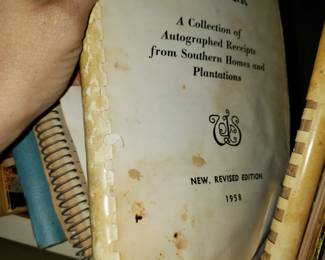 A Collection of
Autographed Receipts
from Southern Homes and
Plantations
NEW, REVISED EDITION
1958